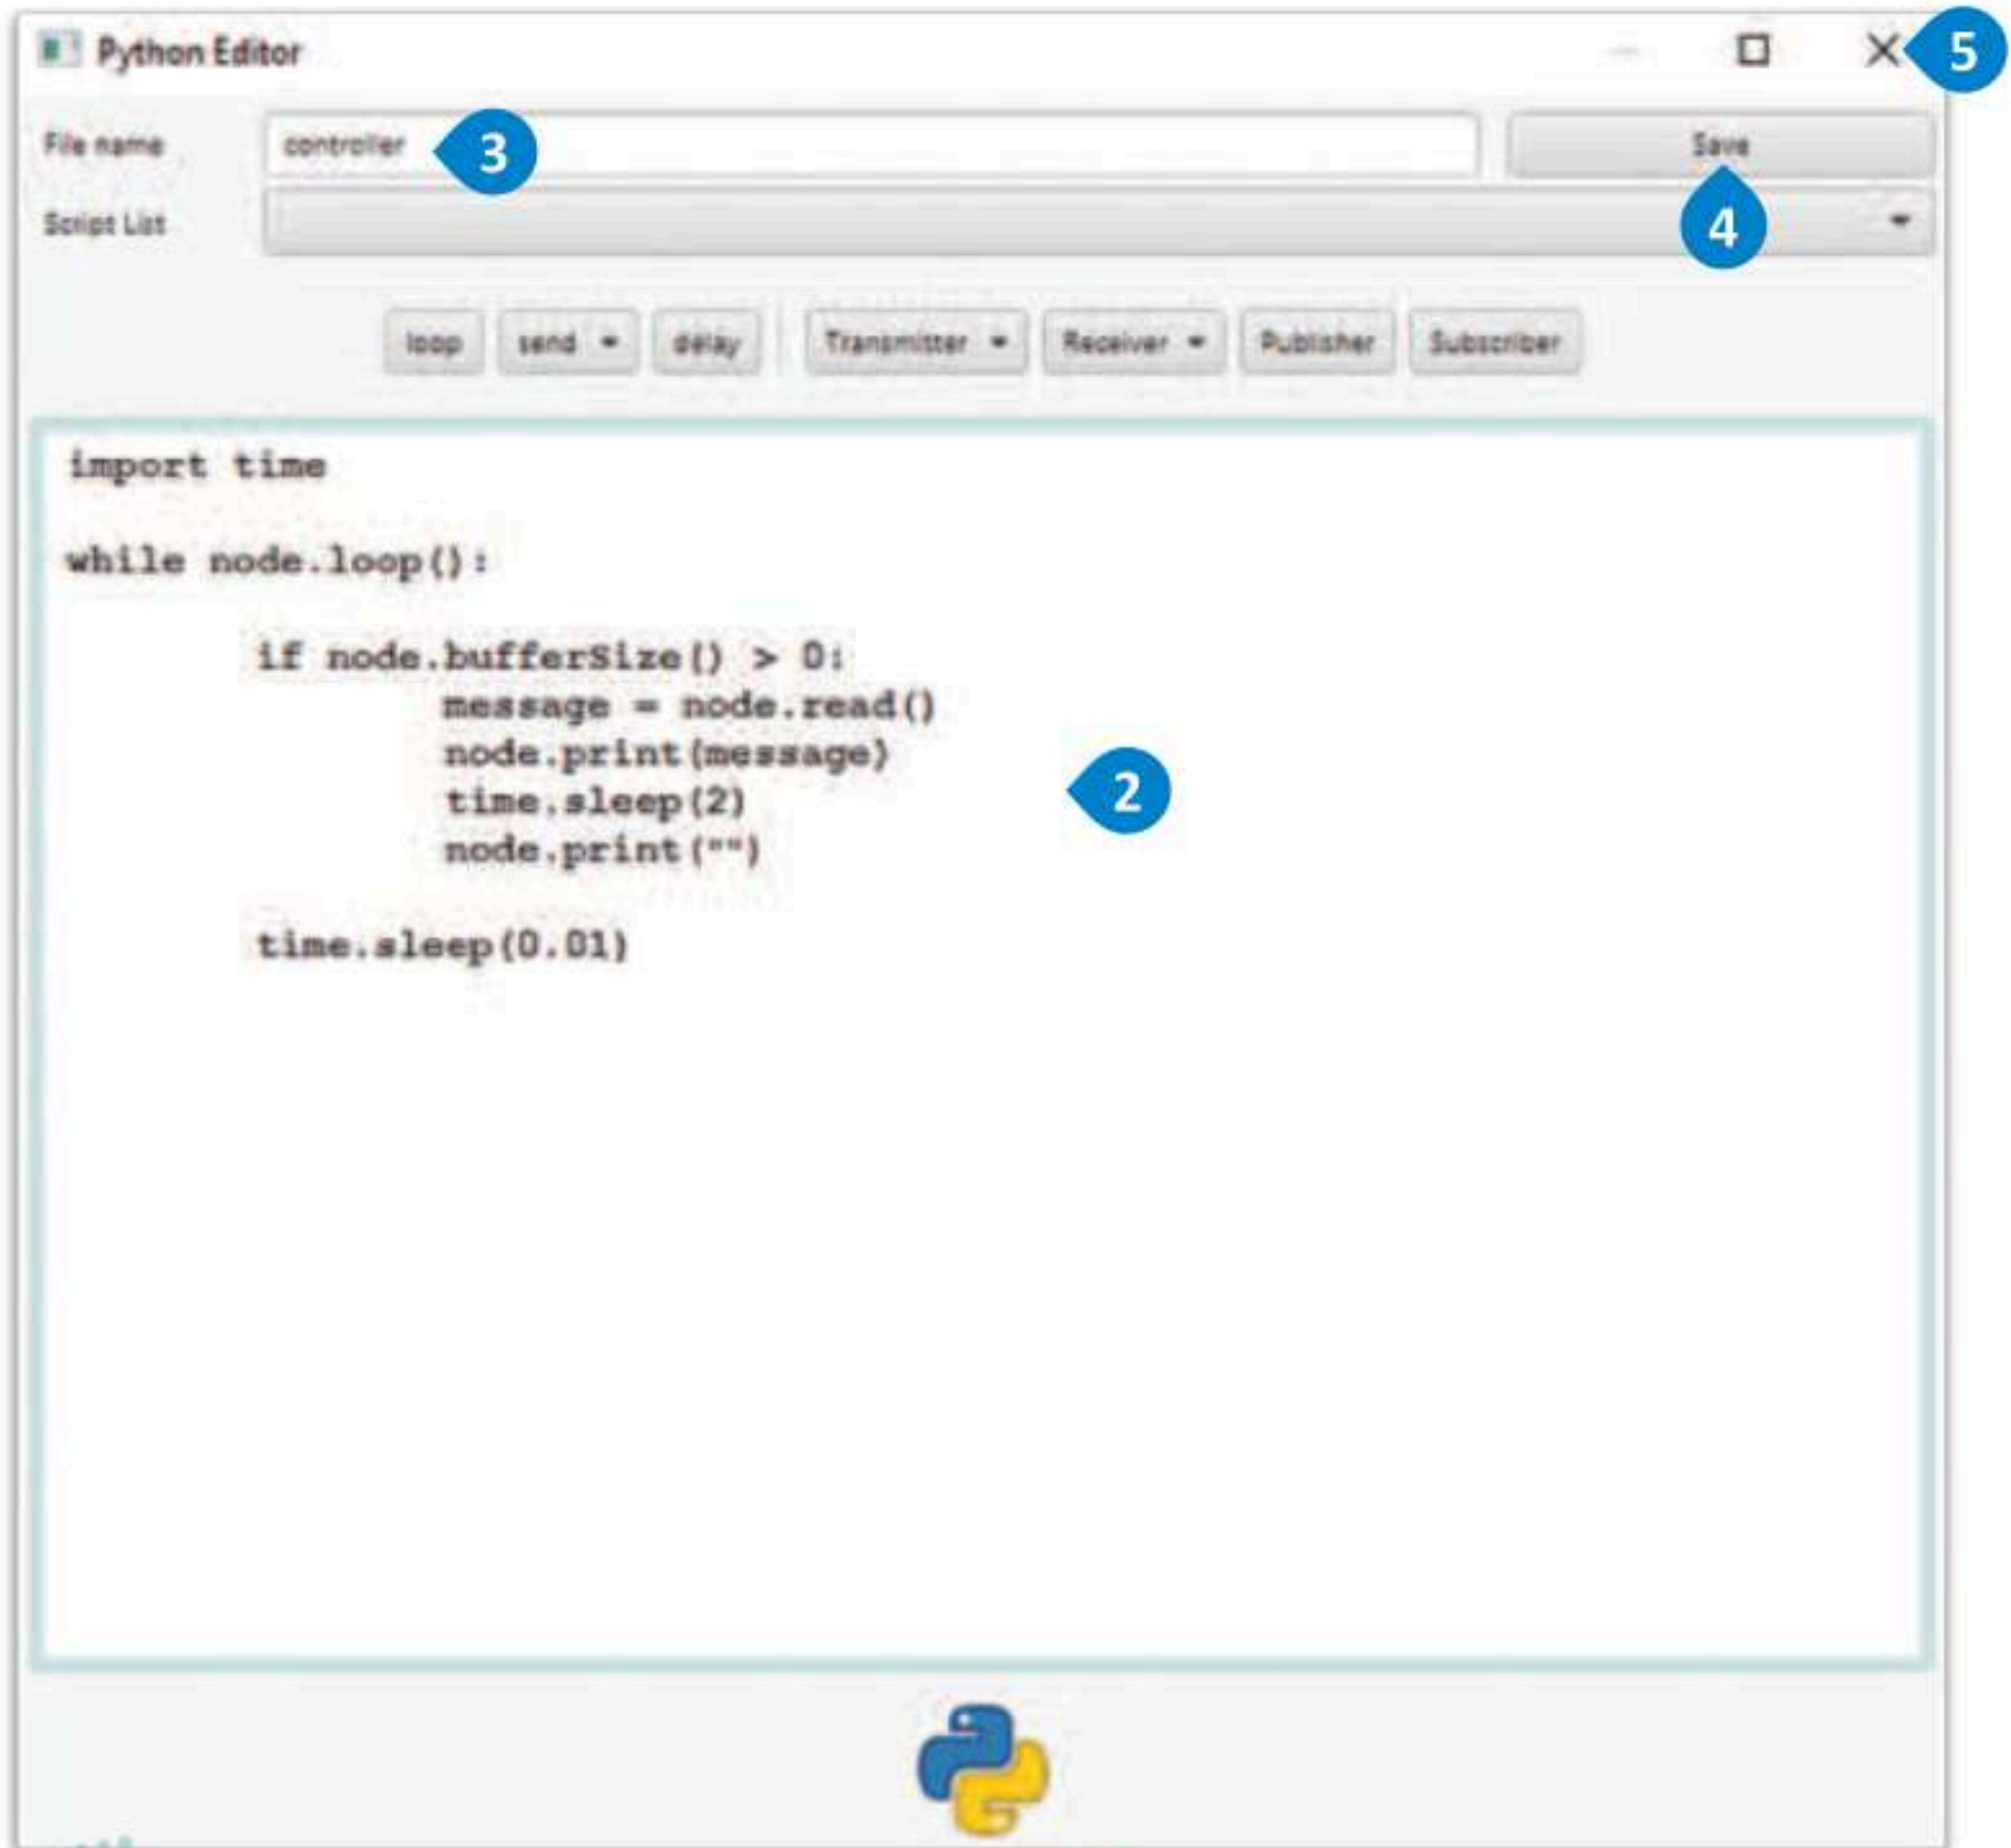 Python Editor
5
File name
controller
3
Save
Script List
4
loop
send
delay
Transmitter
Receiver
Publisher
Subscriber
import time
while node.loop():
if node.bufferSize() > 0:
message = node.read()
node.print(message)
time.sleep(2)
node.print("")
2
time.sleep(0.01)